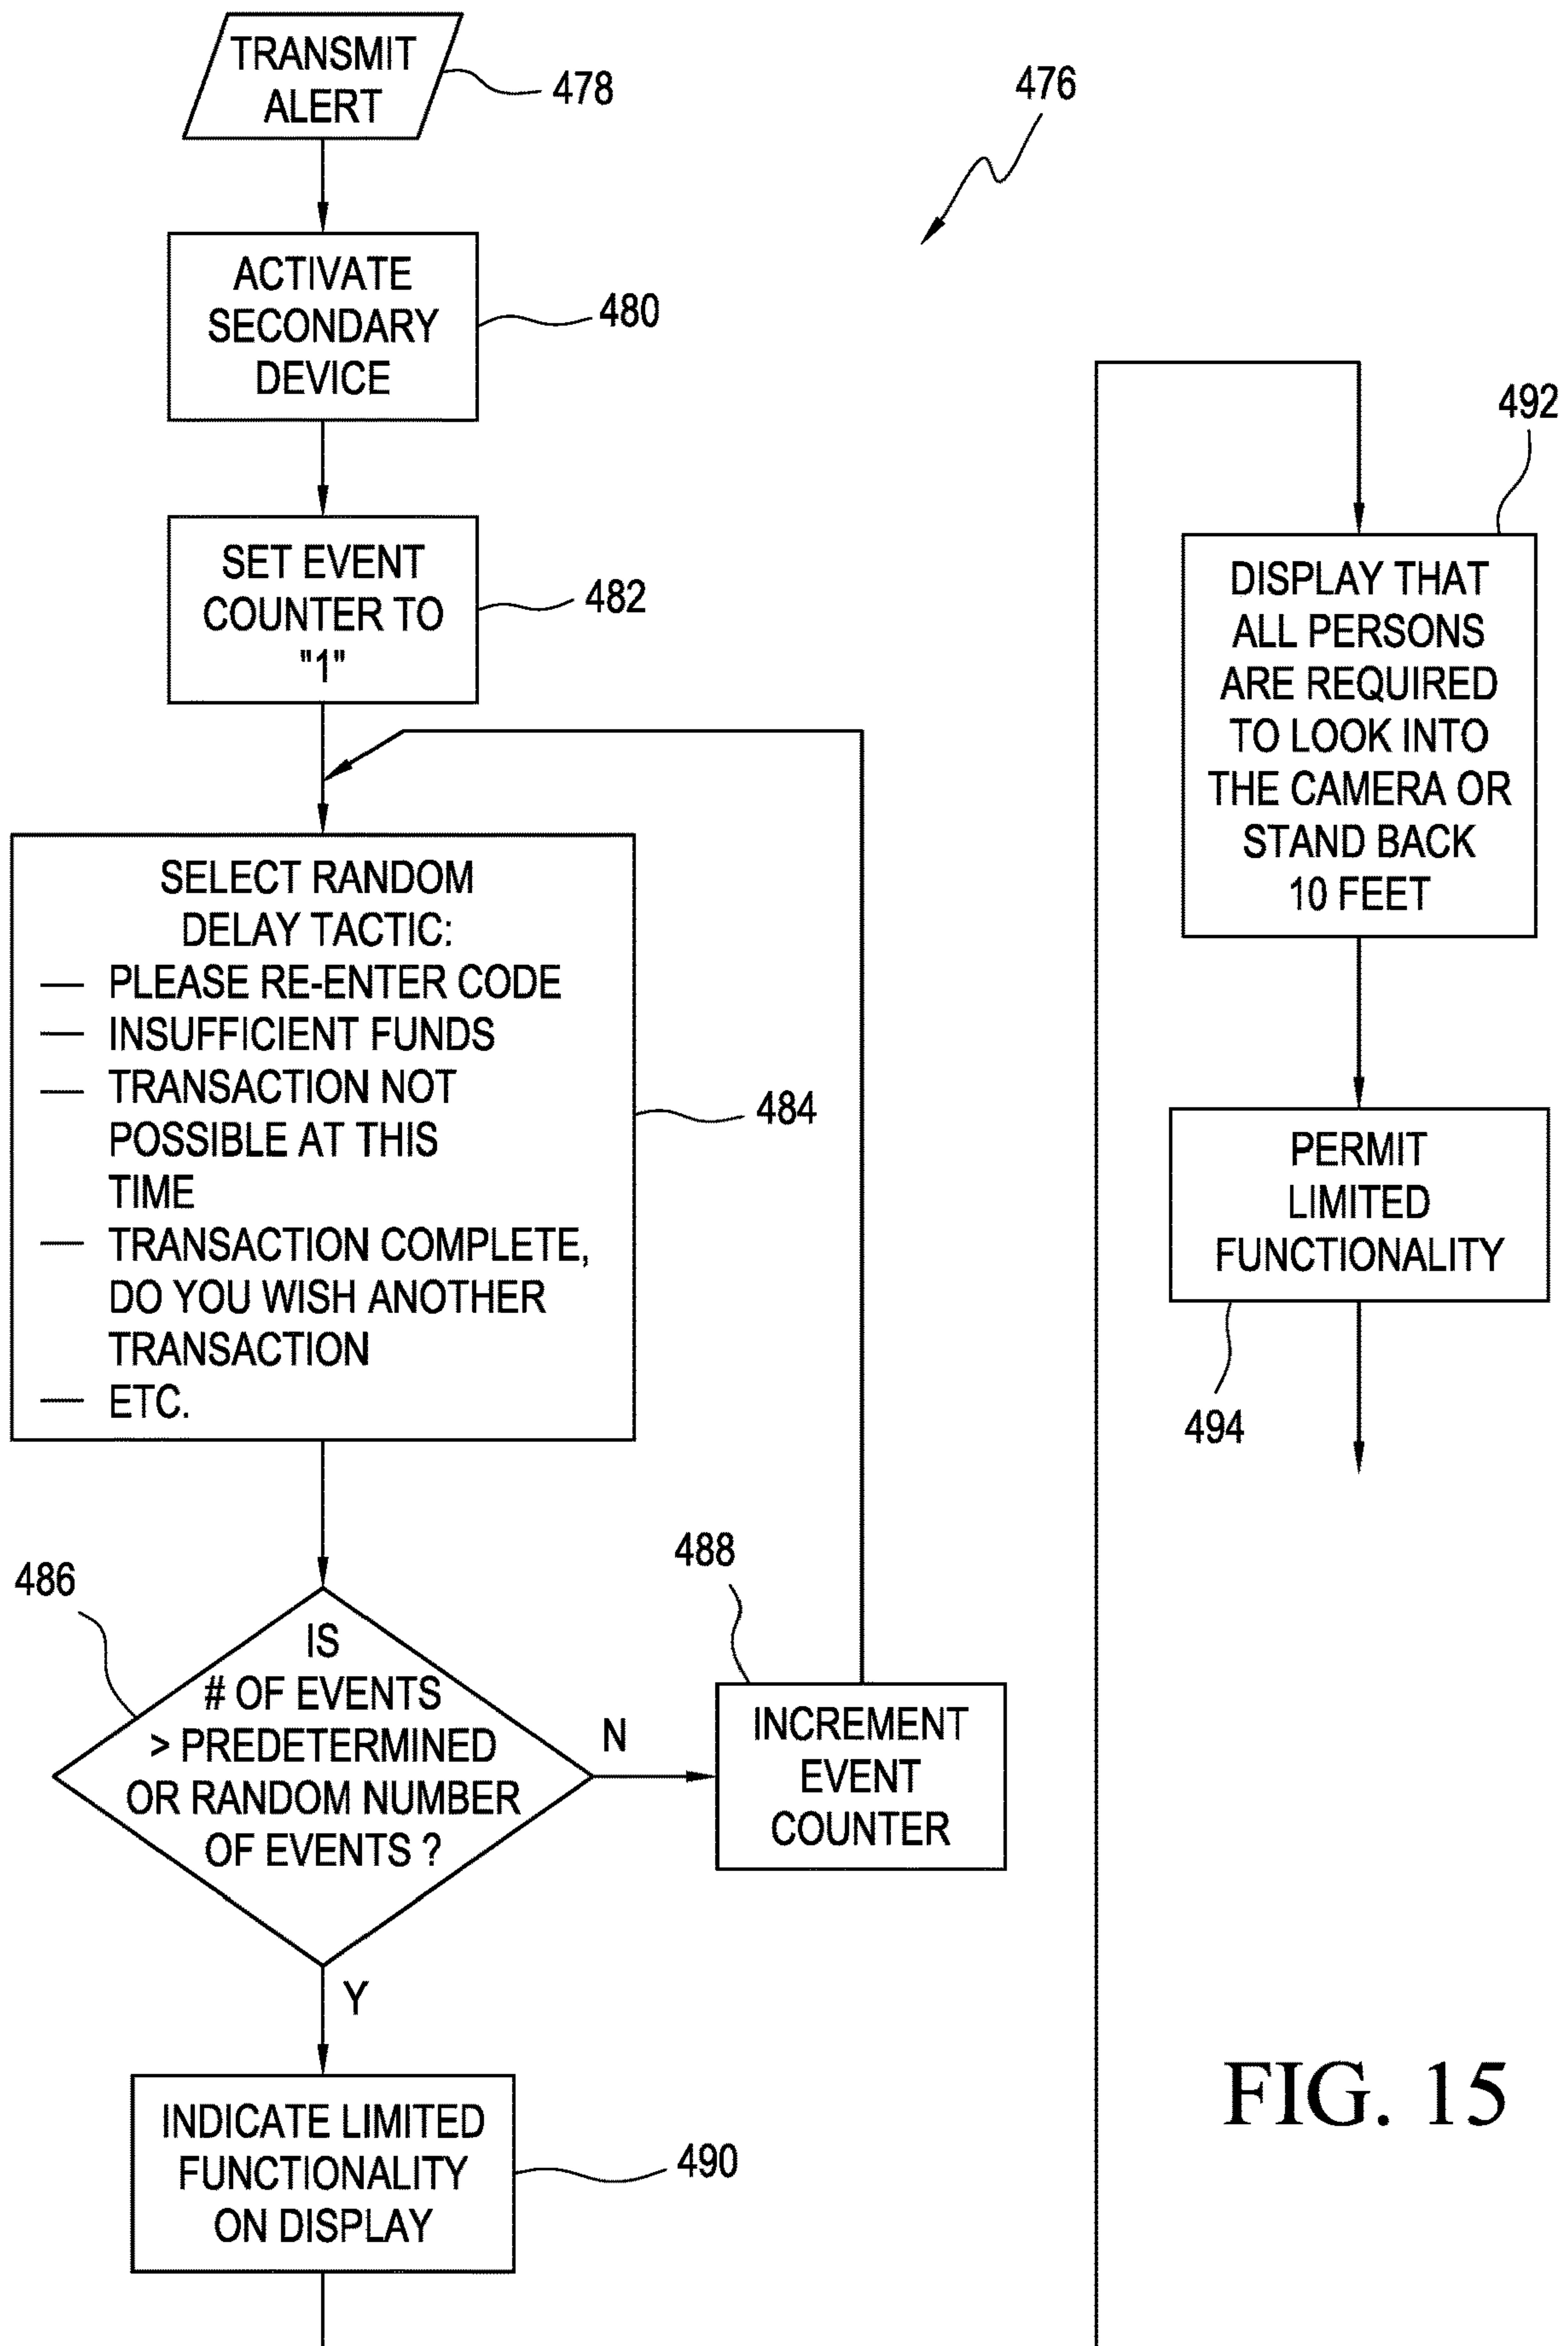 TRANSMIT
ALERT
478
476
ACTIVATE
SECONDARY
DEVICE
480
SET EVENT
COUNTER TO
"1"
482
SELECT RANDOM
DELAY TACTIC:
— PLEASE RE-ENTER CODE
— INSUFFICIENT FUNDS
— TRANSACTION NOT
POSSIBLE AT THIS
TIME
— TRANSACTION COMPLETE,
DO YOU WISH ANOTHER
TRANSACTION
— ETC.
484
486
IS
# OF EVENTS
> PREDETERMINED
OR RANDOM NUMBER
OF EVENTS ?
N
488
INCREMENT
EVENT
COUNTER
Y
INDICATE LIMITED
FUNCTIONALITY
ON DISPLAY
490
492
DISPLAY THAT
ALL PERSONS
ARE REQUIRED
TO LOOK INTO
THE CAMERA OR
STAND BACK
10 FEET
PERMIT
LIMITED
FUNCTIONALITY
494
FIG. 15